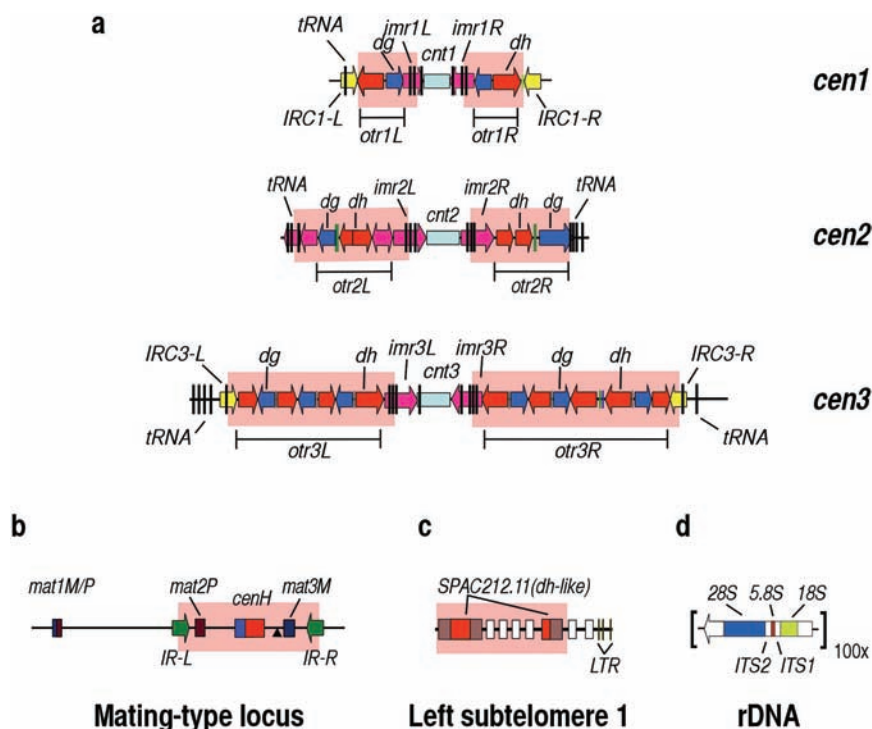 a
tRNA imr1L imr1R
dg cnt1 dh
cen1
IRC1-L IRC1-R
otr1L otr1R
tRNA imr2L imr2R tRNA
dg dh cnt2 dh dg
cen2
otr2L otr2R
IRC3-L imr3L imr3R IRC3-R
dg dh cnt3 dg dh
cen3
tRNA tRNA
otr3L otr3R
b c d
mat1M/P mat2P mat3M
cenH
IR-L IR-R
Mating-type locus
SPAC212.11(dh-like)
LTR
Left subtelomere 1
28S 5.8S 18S
[ ] 100x
ITS2 ITS1
rDNA